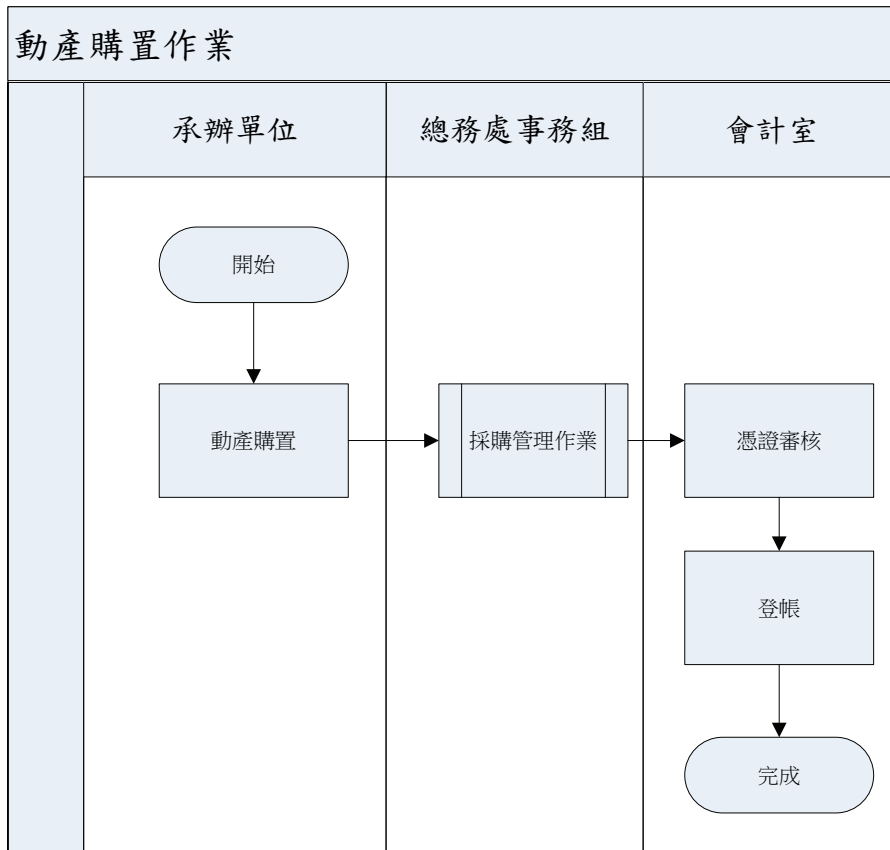 動產購置作業
承辦單位
總務處事務組
會計室
開始
動產購置
採購管理作業
憑證審核
登帳
完成